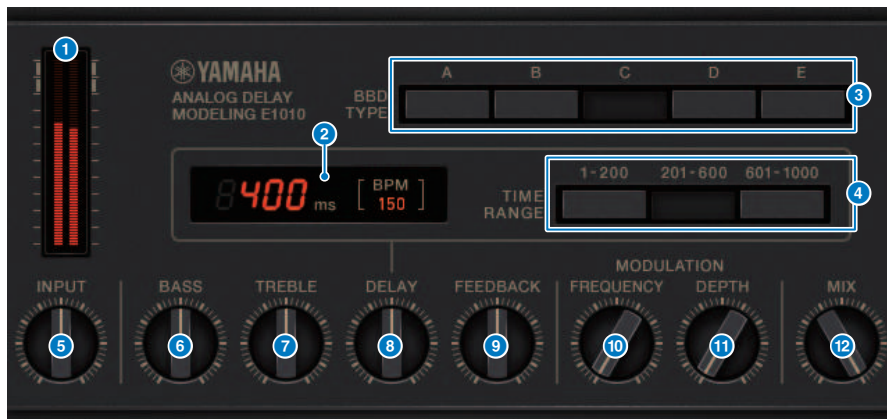 1
YAMAHA
ANALOG DELAY
MODELING E1010
BBD
TYPE
A B C D E
3
2
400 ms [ BPM 150 ]
TIME
RANGE
1-200 201-600 601-1000
4
MODULATION
INPUT BASS TREBLE DELAY FEEDBACK FREQUENCY DEPTH MIX
5 6 7 8 9 10 11 12